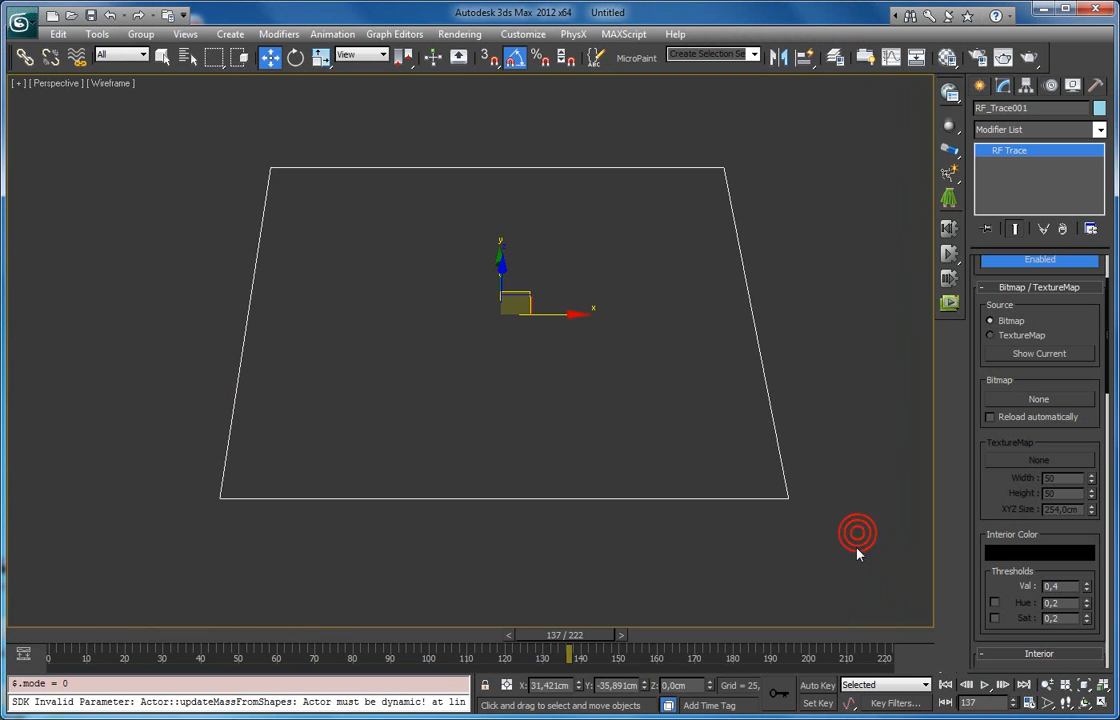 Autodesk 3ds Max 2012 x64 Untitled
Edit Tools Group Views Create Modifiers Animation Graph Editors Rendering Customize PhysX MAXScript Help
All View MicroPaint Create Selection Se
[ + ] [ Perspective ] [ Wireframe ]
RF_Trace001
Modifier List
RF Trace
Enabled
- Bitmap / TextureMap
Source
Bitmap
TextureMap
Show Current
Bitmap
None
Reload automatically
TextureMap
None
Width : 50
Height : 50
XYZ Size : 254,0cm
Interior Color
Thresholds
Val : 0,4
Hue : 0,2
Sat : 0,2
Interior
y
z
x
< 137 / 222 >
0 10 20 30 40 50 60 70 80 90 100 110 120 130 140 150 160 170 180 190 200 210 220
$.mode = 0
X: 31,421cm Y: -35,891cm Z: 0,0cm Grid = 25, Auto Key Selected
SDK Invalid Parameter: Actor::updateMassFromShapes: Actor must be dynamic! at lin
Click and drag to select and move objects Add Time Tag Set Key Key Filters... 137